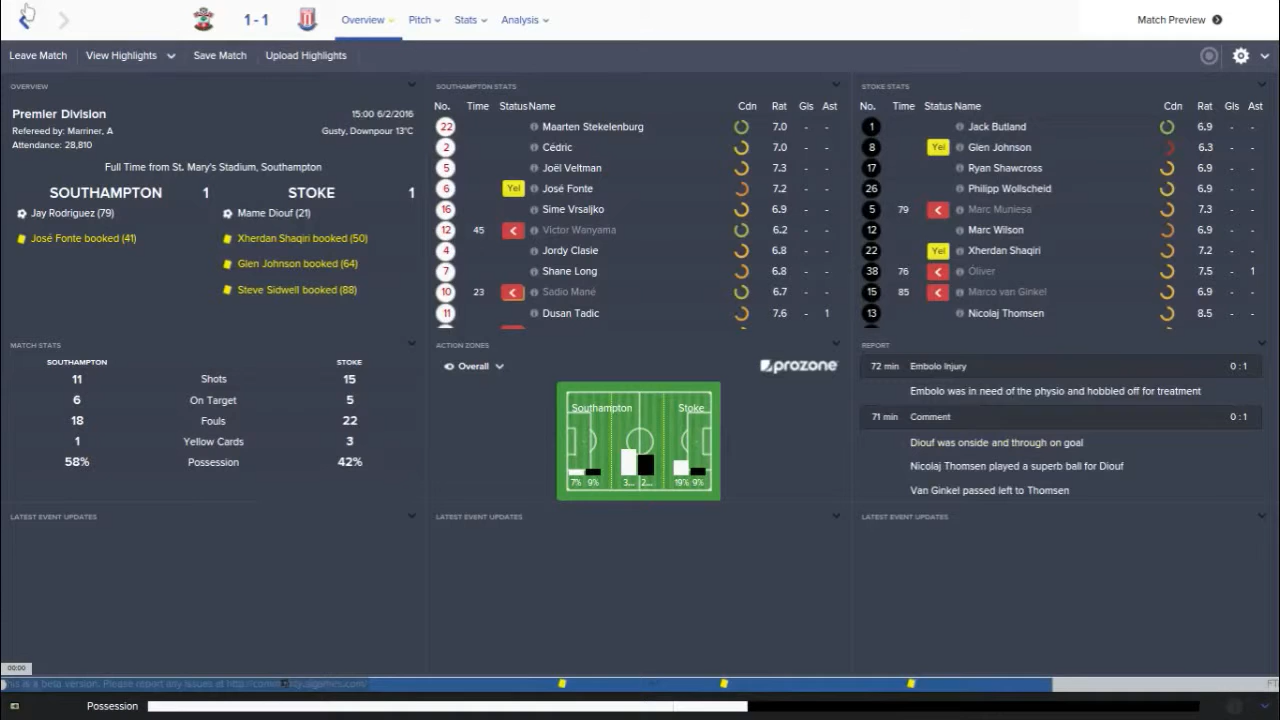 1 - 1 Overview Pitch Stats Analysis Match Preview
Leave Match View Highlights Save Match Upload Highlights
OVERVIEW
Premier Division 15:00 6/2/2016
Refereed by: Marriner, A Gusty, Downpour 13°C
Attendance: 28,810
Full Time from St. Mary's Stadium, Southampton
SOUTHAMPTON 1 STOKE 1
Jay Rodriguez (79) Mame Diouf (21)
José Fonte booked (41) Xherdan Shaqiri booked (50)
Glen Johnson booked (64)
Steve Sidwell booked (88)
SOUTHAMPTON STATS
No. Time Status Name Cdn Rat Gls Ast
22 Maarten Stekelenburg 7.0 - -
2 Cédric 7.0 - -
5 Joël Veltman 7.3 - -
6 Yel José Fonte 7.2 - -
16 Sime Vrsaljko 6.9 - -
12 45 Victor Wanyama 6.2 - -
4 Jordy Clasie 6.8 - -
7 Shane Long 6.8 - -
10 23 Sadio Mané 6.7 - -
11 Dusan Tadic 7.6 - 1
STOKE STATS
No. Time Status Name Cdn Rat Gls Ast
1 Jack Butland 6.9 - -
8 Yel Glen Johnson 6.3 - -
17 Ryan Shawcross 6.9 - -
26 Philipp Wollscheid 6.9 - -
5 79 Marc Muniesa 7.3 - -
12 Marc Wilson 6.9 - -
22 Yel Xherdan Shaqiri 7.2 - -
38 76 Óliver 7.5 - 1
15 85 Marco van Ginkel 6.9 - -
13 Nicolaj Thomsen 8.5 - -
MATCH STATS
SOUTHAMPTON STOKE
11 Shots 15
6 On Target 5
18 Fouls 22
1 Yellow Cards 3
58% Possession 42%
ACTION ZONES
Overall prozone
Southampton Stoke
7% 9% 3... 2... 19% 9%
REPORT
72 min Embolo Injury 0 : 1
Embolo was in need of the physio and hobbled off for treatment
71 min Comment 0 : 1
Diouf was onside and through on goal
Nicolaj Thomsen played a superb ball for Diouf
Van Ginkel passed left to Thomsen
LATEST EVENT UPDATES
LATEST EVENT UPDATES
LATEST EVENT UPDATES
00:00
This is a beta version. Please report any issues at FT
Possession